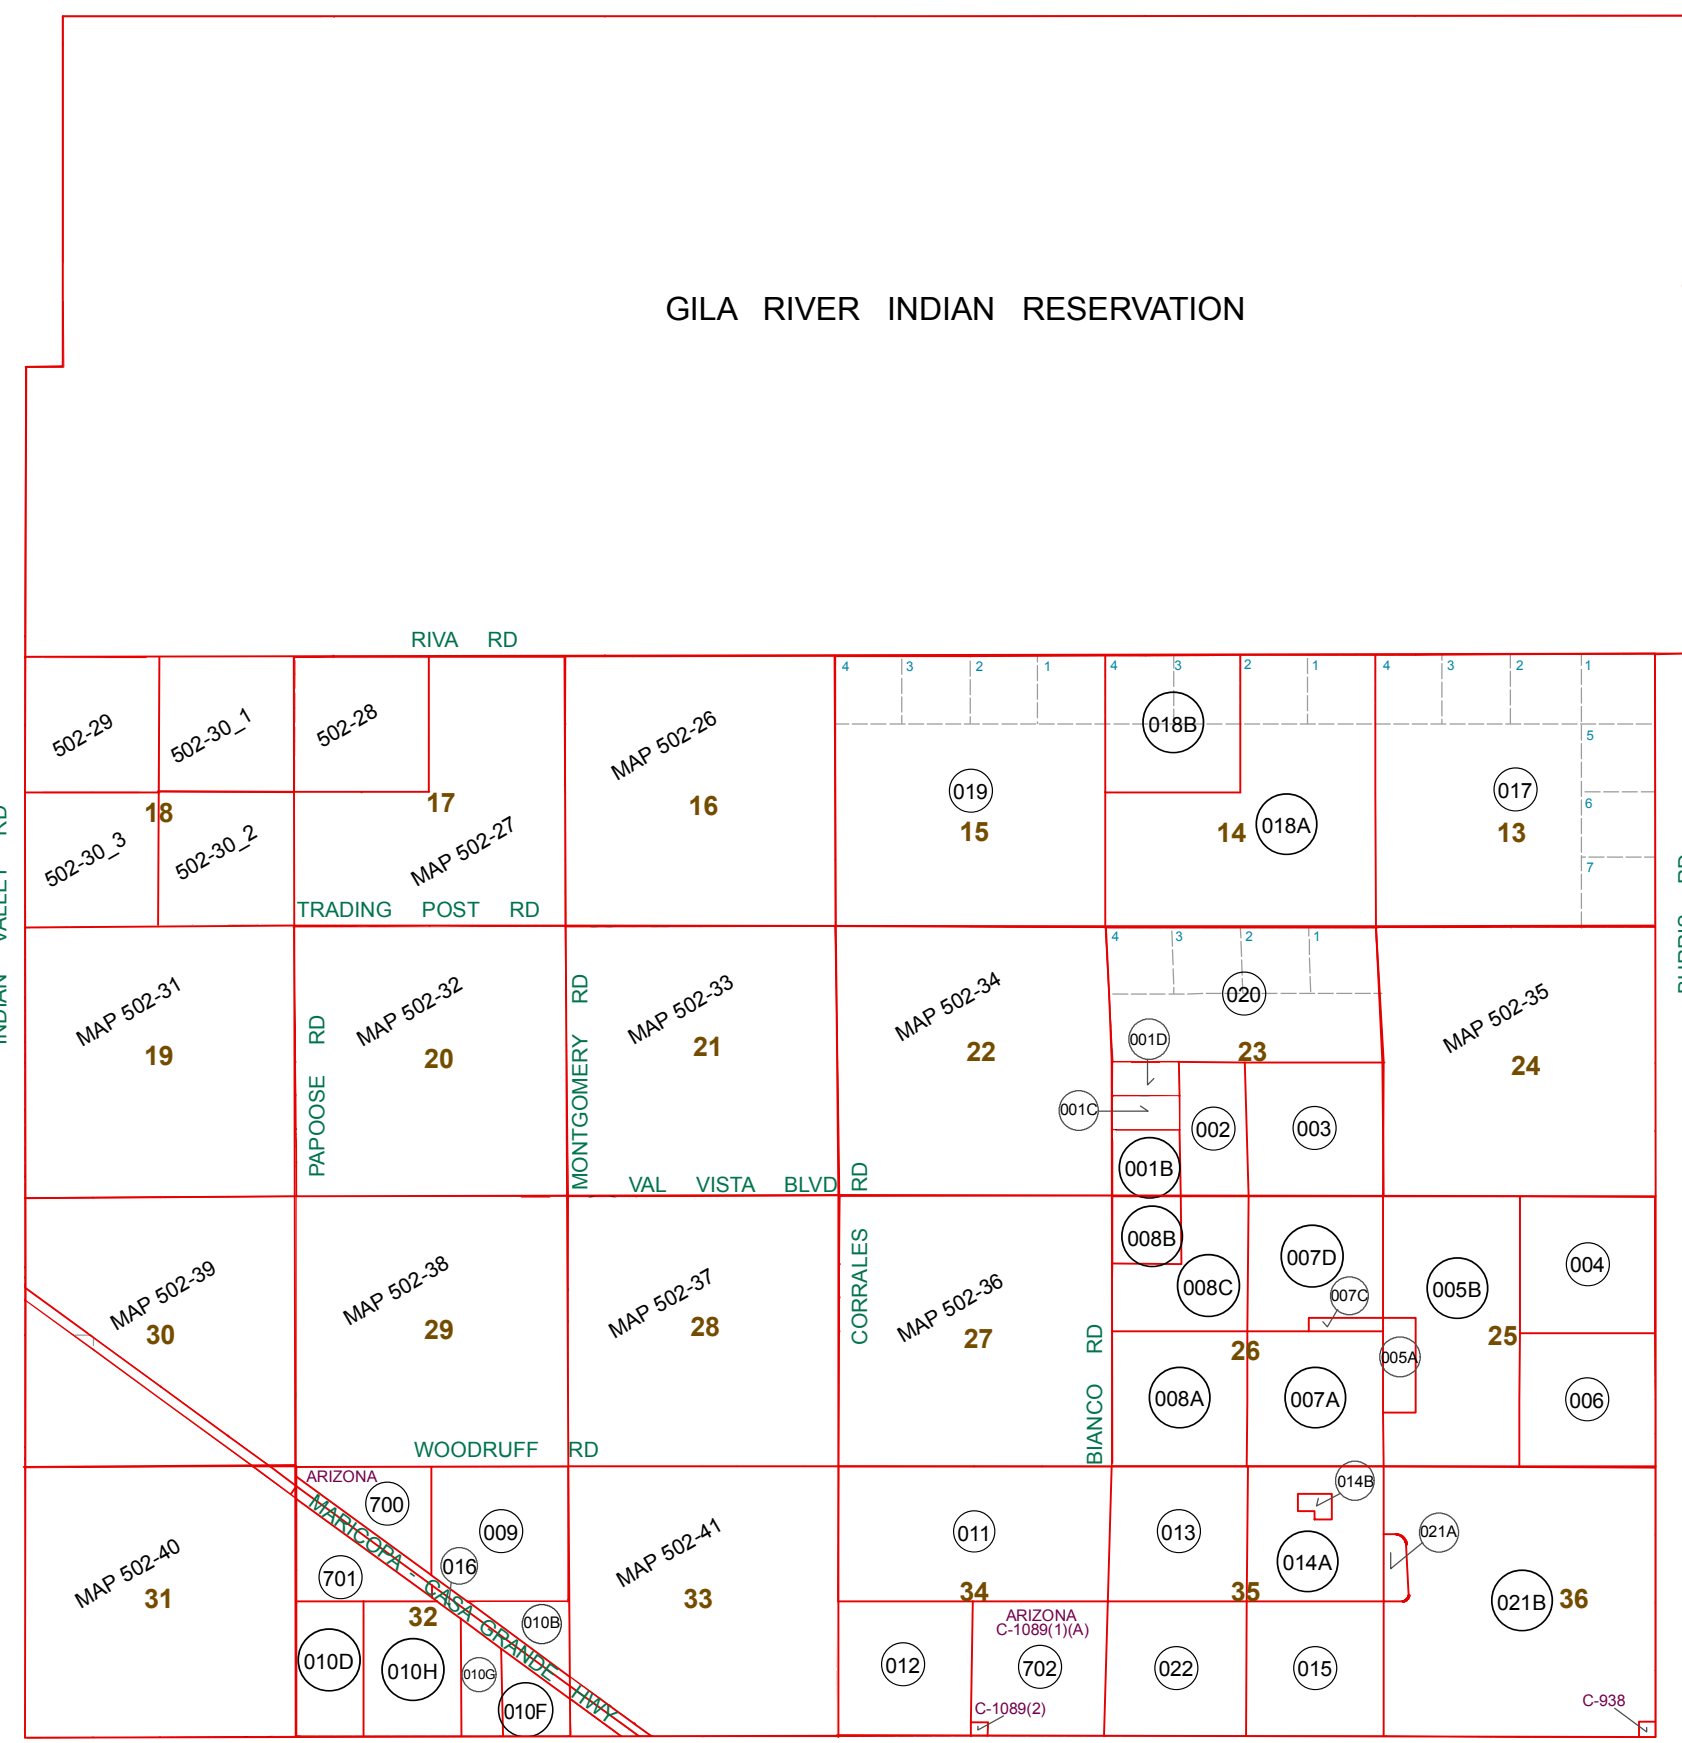 GILA RIVER INDIAN RESERVATION
RIVA RD
4 3 2 1 4 3 2 1 4 3 2 1
502-29
502-30_1
502-28
MAP 502-26
018B
5
019
018A
017
6
18
17
16
15
14
13
502-30_3
502-30_2
MAP 502-27
7
INDIAN VALLEY RD
TRADING POST RD
4 3 2 1
MAP 502-31
MAP 502-32
MAP 502-33
MAP 502-34
020
MAP 502-35
001D
19
20
21
22
23
24
PAPOOSE RD
MONTGOMERY RD
001C
002
003
001B
VAL VISTA BLVD
CORRALES RD
008B
007D
004
MAP 502-39
MAP 502-38
MAP 502-37
MAP 502-36
008C
007C
005B
30
29
28
27
26
25
BIANCO RD
005A
008A
007A
006
WOODRUFF RD
ARIZONA
700
009
014B
MARICOPA - CASA GRANDE HWY
011
013
021A
MAP 502-40
MAP 502-41
016
014A
701
31
32
33
34
35
021B
36
010B
ARIZONA
C-1089(1)(A)
010D
010H
010G
012
702
022
015
010F
C-1089(2)
C-938